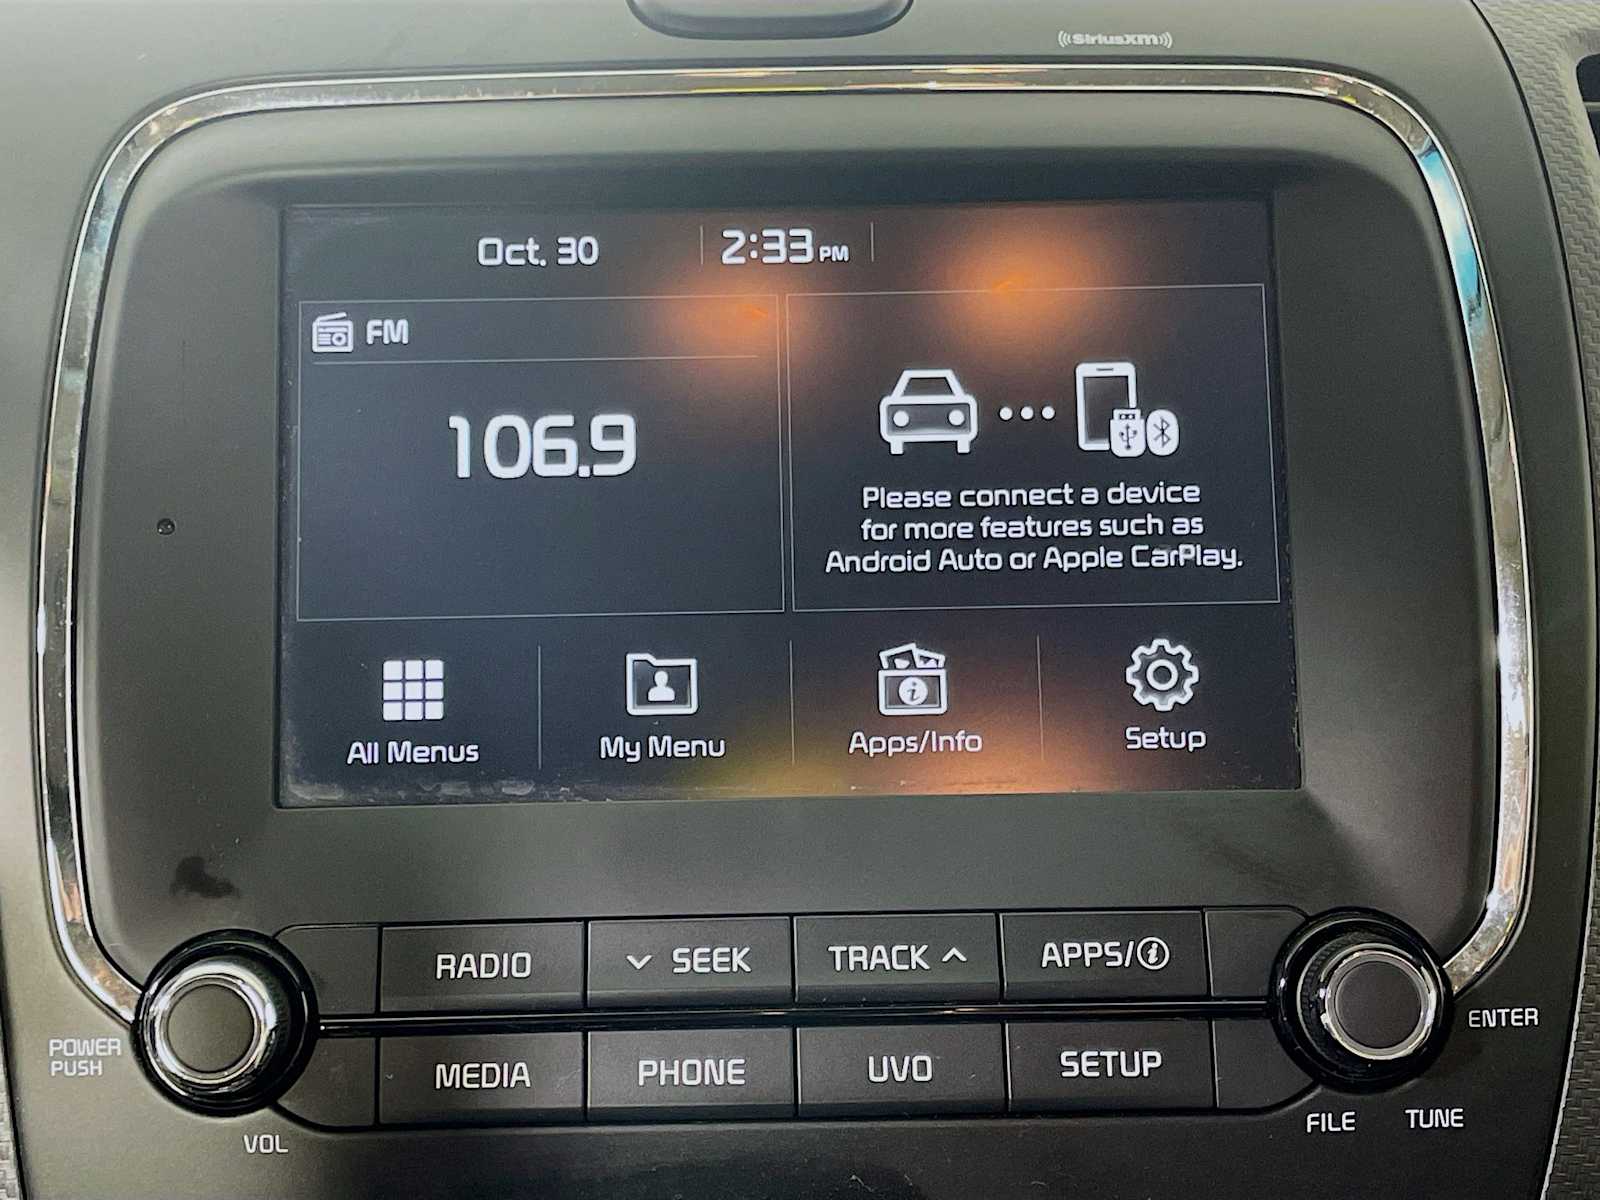 SiriusXM
Oct. 30
2:33 PM
FM
106.9
Please connect a device
for more features such as
Android Auto or Apple CarPlay.
All Menus
My Menu
Apps/Info
Setup
RADIO
SEEK
TRACK
APPS/i
MEDIA
PHONE
UVO
SETUP
POWER
PUSH
VOL
ENTER
FILE
TUNE